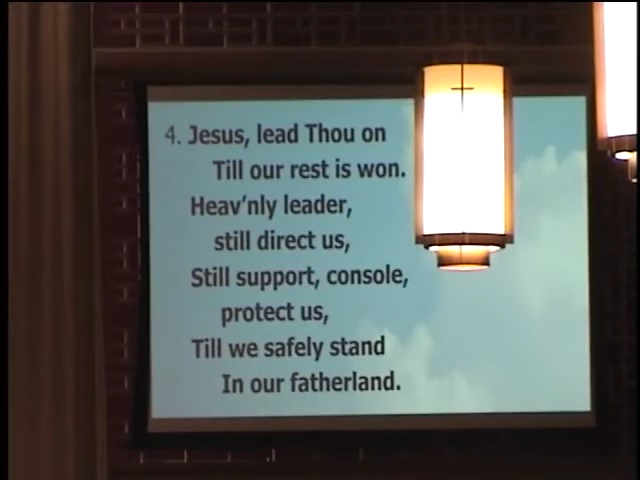 4. Jesus, lead Thou on
Till our rest is won.
Heav'nly leader,
still direct us,
Still support, console,
protect us,
Till we safely stand
In our fatherland.